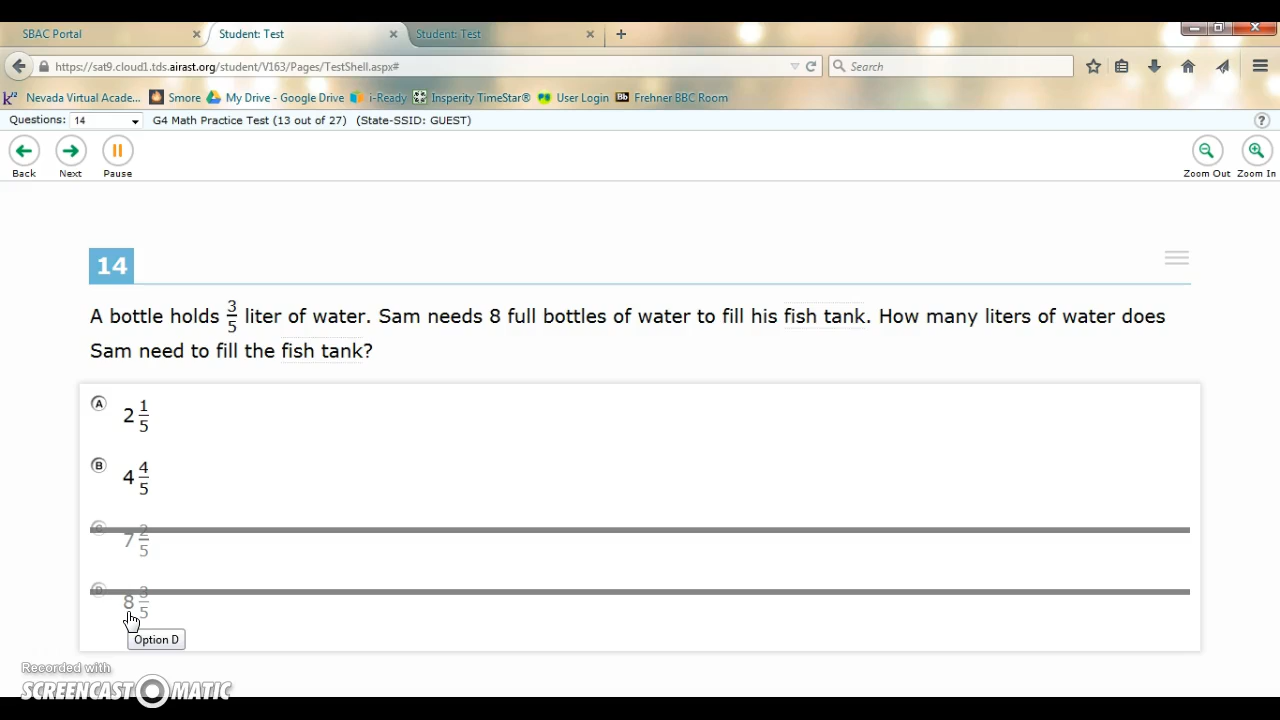 SBAC Portal × Student: Test × Student: Test × +
https://sat9.cloud1.tds.airast.org/student/V163/Pages/TestShell.aspx# Search
Nevada Virtual Acade... Smore My Drive - Google Drive i-Ready Insperity TimeStar® User Login Bb Frehner BBC Room
Questions: 14 G4 Math Practice Test (13 out of 27) (State-SSID: GUEST) ?
Back Next Pause Zoom Out Zoom In
14
A bottle holds 3/5 liter of water. Sam needs 8 full bottles of water to fill his fish tank. How many liters of water does
Sam need to fill the fish tank?
A 2 1/5
B 4 4/5
C 7 2/5
D 8 3/5
Option D
Recorded with
SCREENCAST-O-MATIC